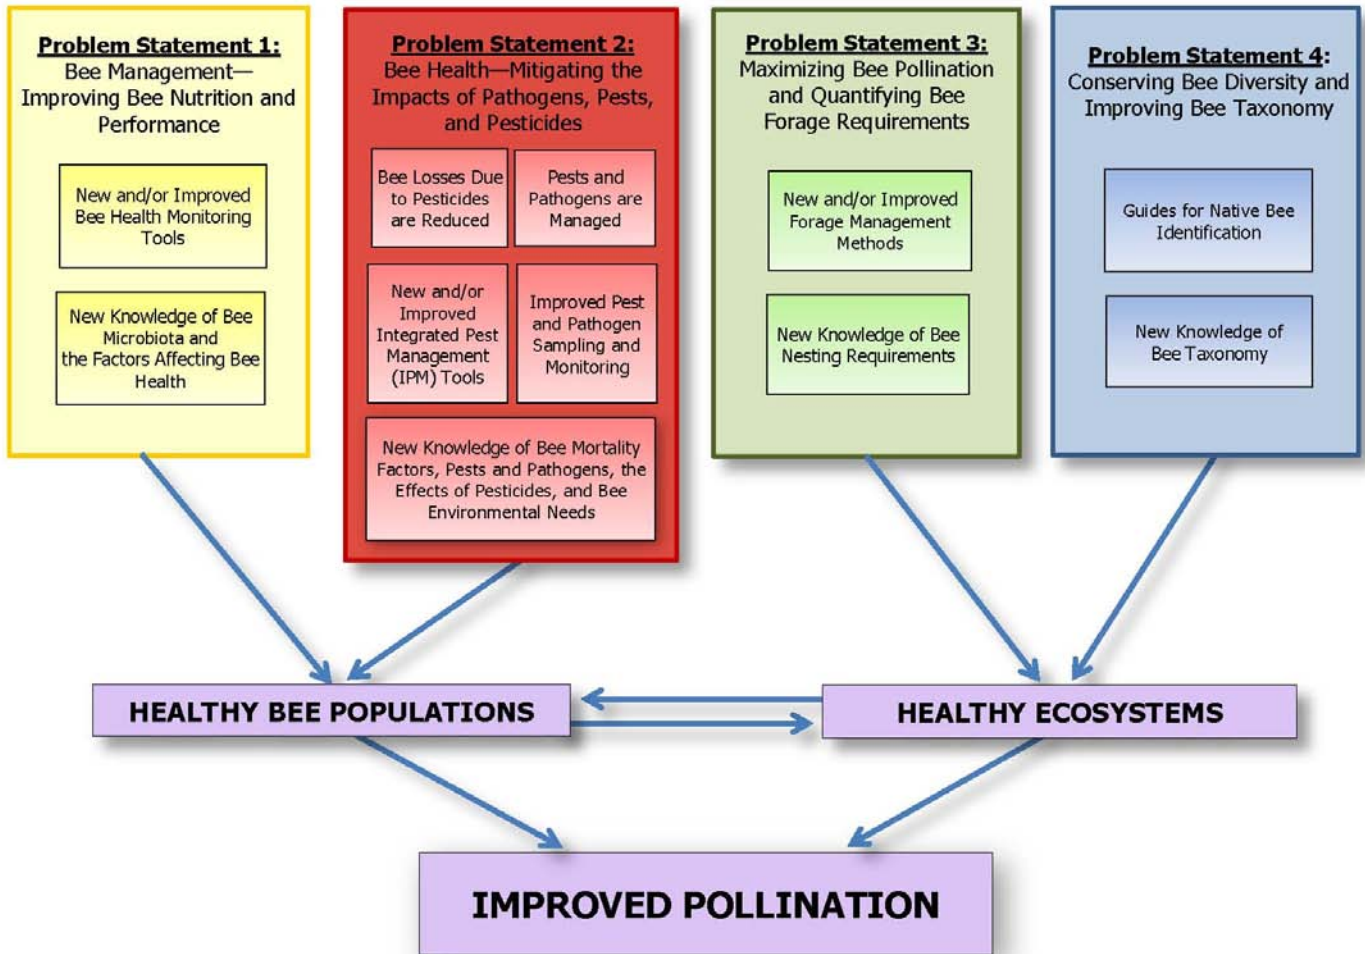 Problem Statement 1:
Bee Management—
Improving Bee Nutrition and
Performance
New and/or Improved
Bee Health Monitoring
Tools
New Knowledge of Bee
Microbiota and
the Factors Affecting Bee
Health
Problem Statement 2:
Bee Health—Mitigating the
Impacts of Pathogens, Pests,
and Pesticides
Bee Losses Due
to Pesticides
are Reduced
Pests and
Pathogens are
Managed
New and/or
Improved
Integrated Pest
Management
(IPM) Tools
Improved Pest
and Pathogen
Sampling and
Monitoring
New Knowledge of Bee Mortality
Factors, Pests and Pathogens, the
Effects of Pesticides, and Bee
Environmental Needs
Problem Statement 3:
Maximizing Bee Pollination
and Quantifying Bee
Forage Requirements
New and/or Improved
Forage Management
Methods
New Knowledge of Bee
Nesting Requirements
Problem Statement 4:
Conserving Bee Diversity and
Improving Bee Taxonomy
Guides for Native Bee
Identification
New Knowledge of
Bee Taxonomy
HEALTHY BEE POPULATIONS
HEALTHY ECOSYSTEMS
IMPROVED POLLINATION